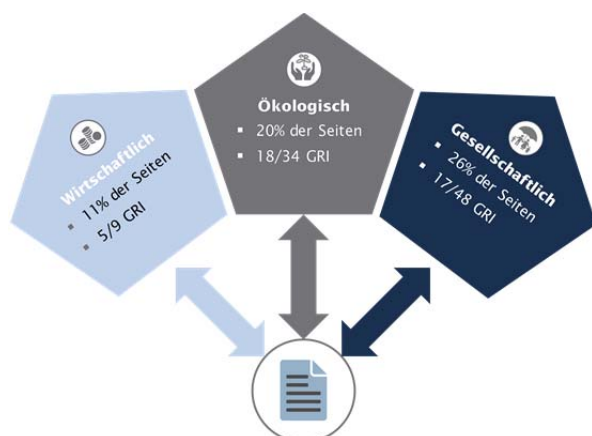 Wirtschaftlich
▪ 11% der Seiten
▪ 5/9 GRI
Ökologisch
▪ 20% der Seiten
▪ 18/34 GRI
Gesellschaftlich
▪ 26% der Seiten
▪ 17/48 GRI